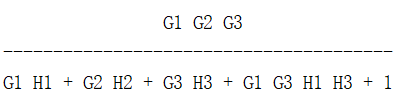 G1 G2 G3
------------------------------------
G1 H1 + G2 H2 + G3 H3 + G1 G3 H1 H3 + 1